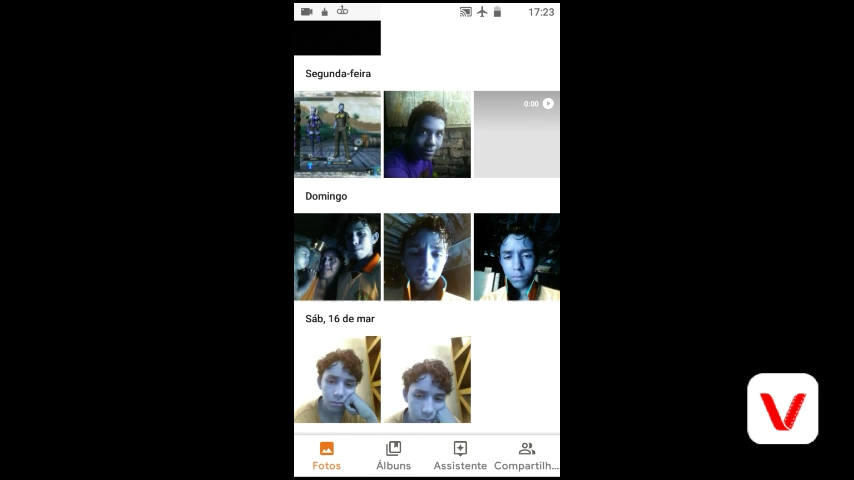 17:23
Segunda-feira
0:00
Domingo
Sáb, 16 de mar
Fotos
Álbuns
Assistente
Compartilh...